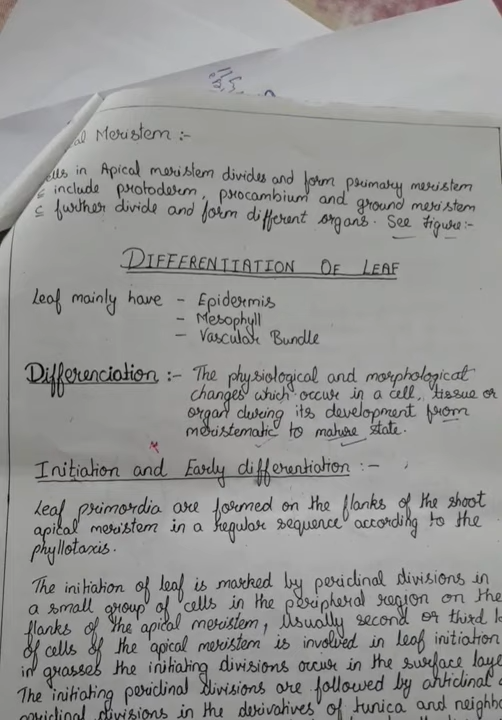 al Meristem :-
lls in Apical meristem divides and form primary meristem
include protoderm, procambium and ground meristem
further divide and form different organs. See Figure:-
DIFFERENTIATION OF LEAF
Leaf mainly have - Epidermis
- Mesophyll
- Vascular Bundle
Differenciation :- The physiological and morphological
changes which occur in a cell, tissue or
organ during its development from
meristematic to mature state.
Initiation and Early differentiation :-
Leaf primordia are formed on the flanks of the shoot
apical meristem in a regular sequence according to the
phyllotaxis.
The initiation of leaf is marked by periclinal divisions in
a small group of cells in the peripheral region on the
flanks of the apical meristem, Usually second or third
of cells of the apical meristem is involved in leaf initiation
in grasses the initiating divisions occur in the surface laye
The initiating periclinal divisions are followed by anticlinal
periclinal divisions in the derivatives of tunica and neighb